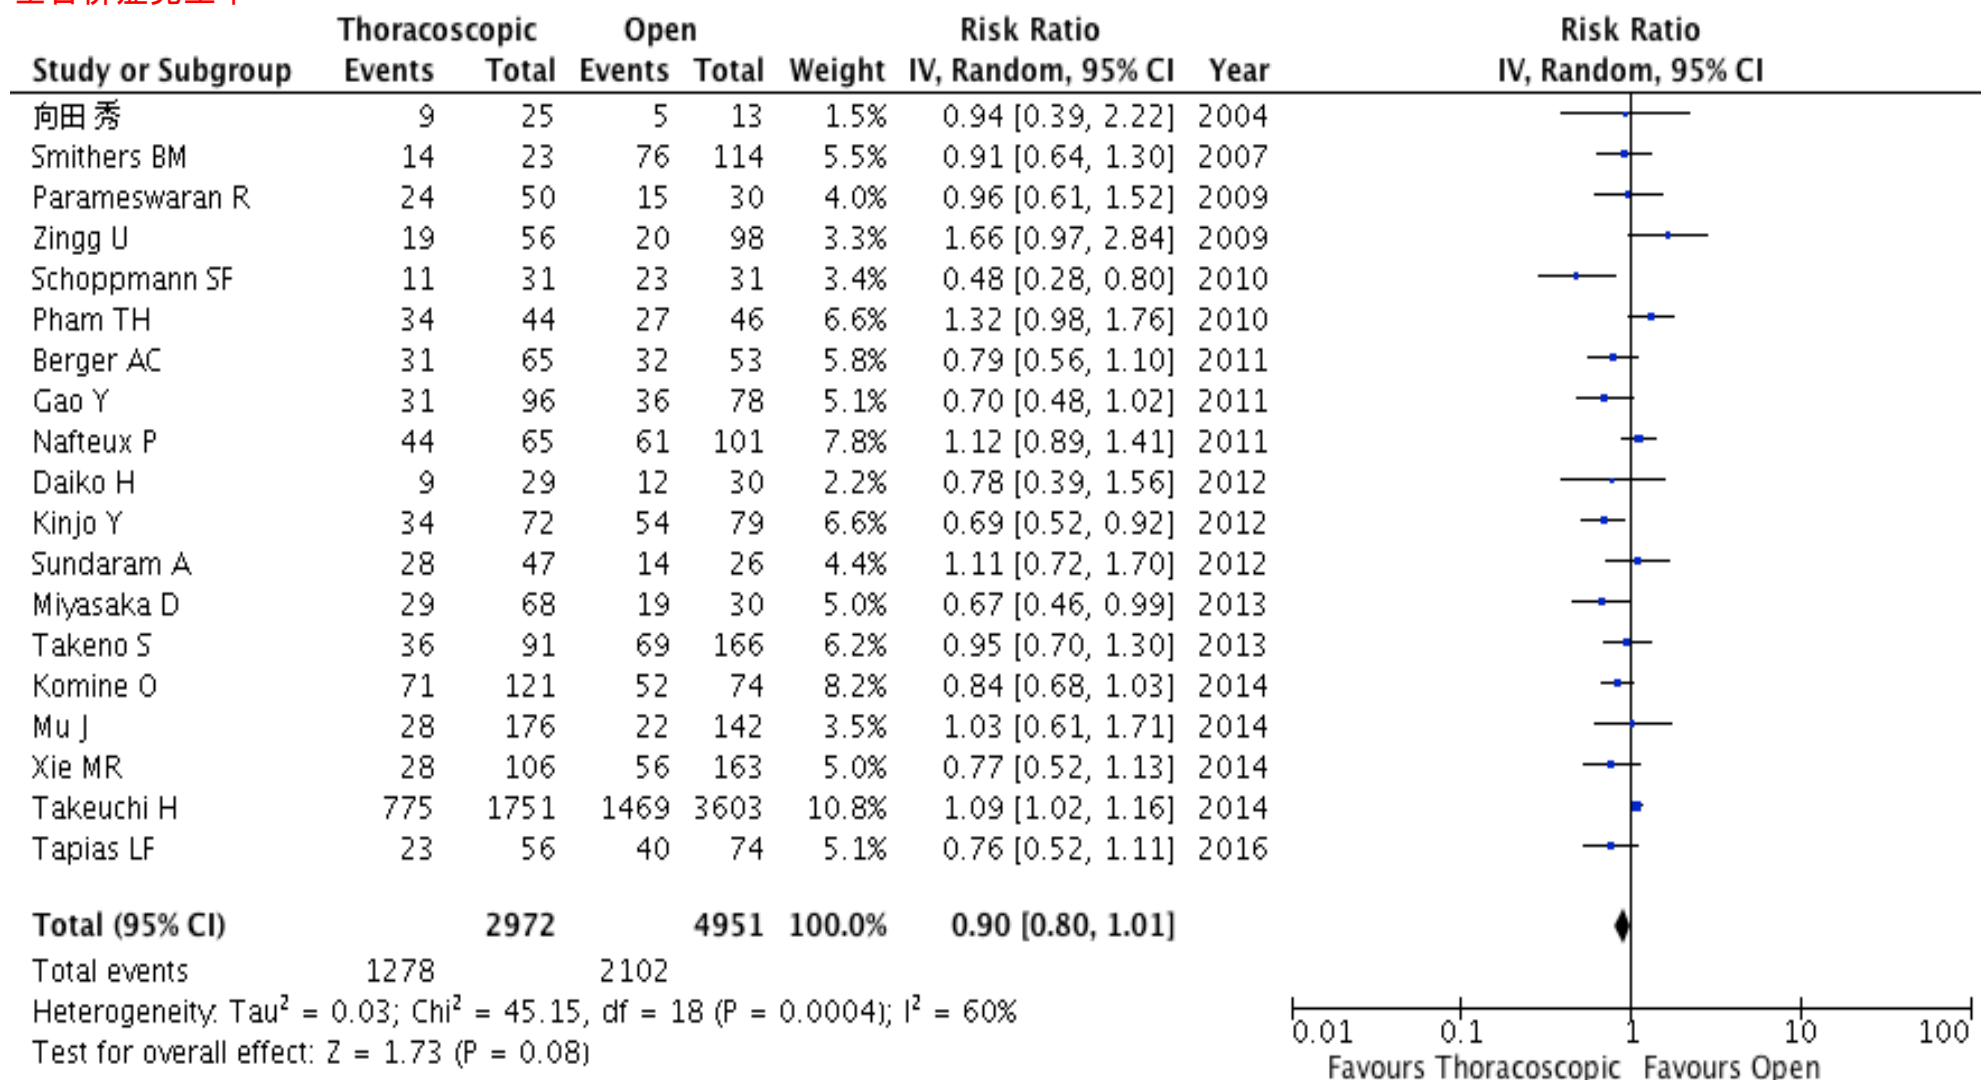 Thoracoscopic Open Risk Ratio Risk Ratio
Study or Subgroup Events Total Events Total Weight IV, Random, 95% CI Year IV, Random, 95% CI
向田 秀 9 25 5 13 1.5% 0.94 [0.39, 2.22] 2004
Smithers BM 14 23 76 114 5.5% 0.91 [0.64, 1.30] 2007
Parameswaran R 24 50 15 30 4.0% 0.96 [0.61, 1.52] 2009
Zingg U 19 56 20 98 3.3% 1.66 [0.97, 2.84] 2009
Schoppmann SF 11 31 23 31 3.4% 0.48 [0.28, 0.80] 2010
Pham TH 34 44 27 46 6.6% 1.32 [0.98, 1.76] 2010
Berger AC 31 65 32 53 5.8% 0.79 [0.56, 1.10] 2011
Gao Y 31 96 36 78 5.1% 0.70 [0.48, 1.02] 2011
Nafteux P 44 65 61 101 7.8% 1.12 [0.89, 1.41] 2011
Daiko H 9 29 12 30 2.2% 0.78 [0.39, 1.56] 2012
Kinjo Y 34 72 54 79 6.6% 0.69 [0.52, 0.92] 2012
Sundaram A 28 47 14 26 4.4% 1.11 [0.72, 1.70] 2012
Miyasaka D 29 68 19 30 5.0% 0.67 [0.46, 0.99] 2013
Takeno S 36 91 69 166 6.2% 0.95 [0.70, 1.30] 2013
Komine O 71 121 52 74 8.2% 0.84 [0.68, 1.03] 2014
Mu J 28 176 22 142 3.5% 1.03 [0.61, 1.71] 2014
Xie MR 28 106 56 163 5.0% 0.77 [0.52, 1.13] 2014
Takeuchi H 775 1751 1469 3603 10.8% 1.09 [1.02, 1.16] 2014
Tapias LF 23 56 40 74 5.1% 0.76 [0.52, 1.11] 2016
Total (95% CI) 2972 4951 100.0% 0.90 [0.80, 1.01]
Total events 1278 2102
Heterogeneity: Tau² = 0.03; Chi² = 45.15, df = 18 (P = 0.0004); I² = 60%
Test for overall effect: Z = 1.73 (P = 0.08)
0.01 0.1 1 10 100
Favours Thoracoscopic Favours Open